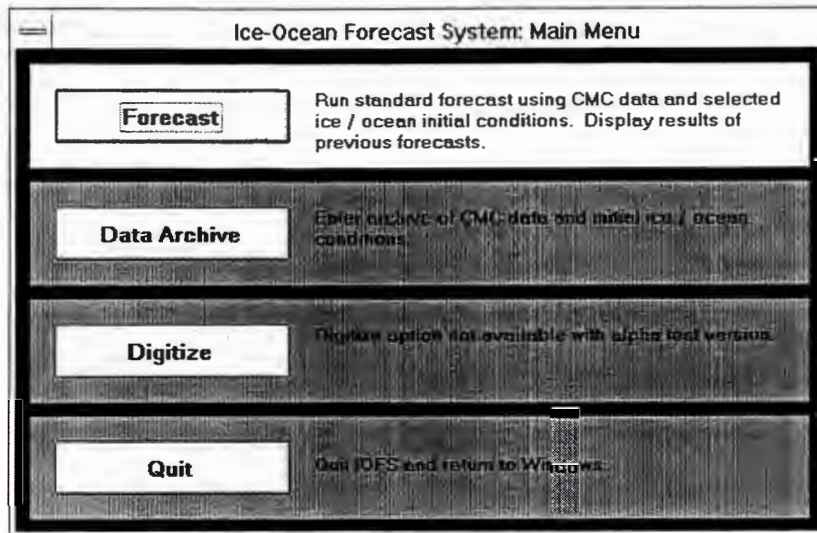 Ice-Ocean Forecast System: Main Menu
Forecast
Run standard forecast using CMC data and selected
ice / ocean initial conditions. Display results of
previous forecasts.
Data Archive
Enter archive of CMC data and initial ice / ocean
conditions.
Digitize
Digitize option not available with alpha test version.
Quit
Quit IOFS and return to Windows.